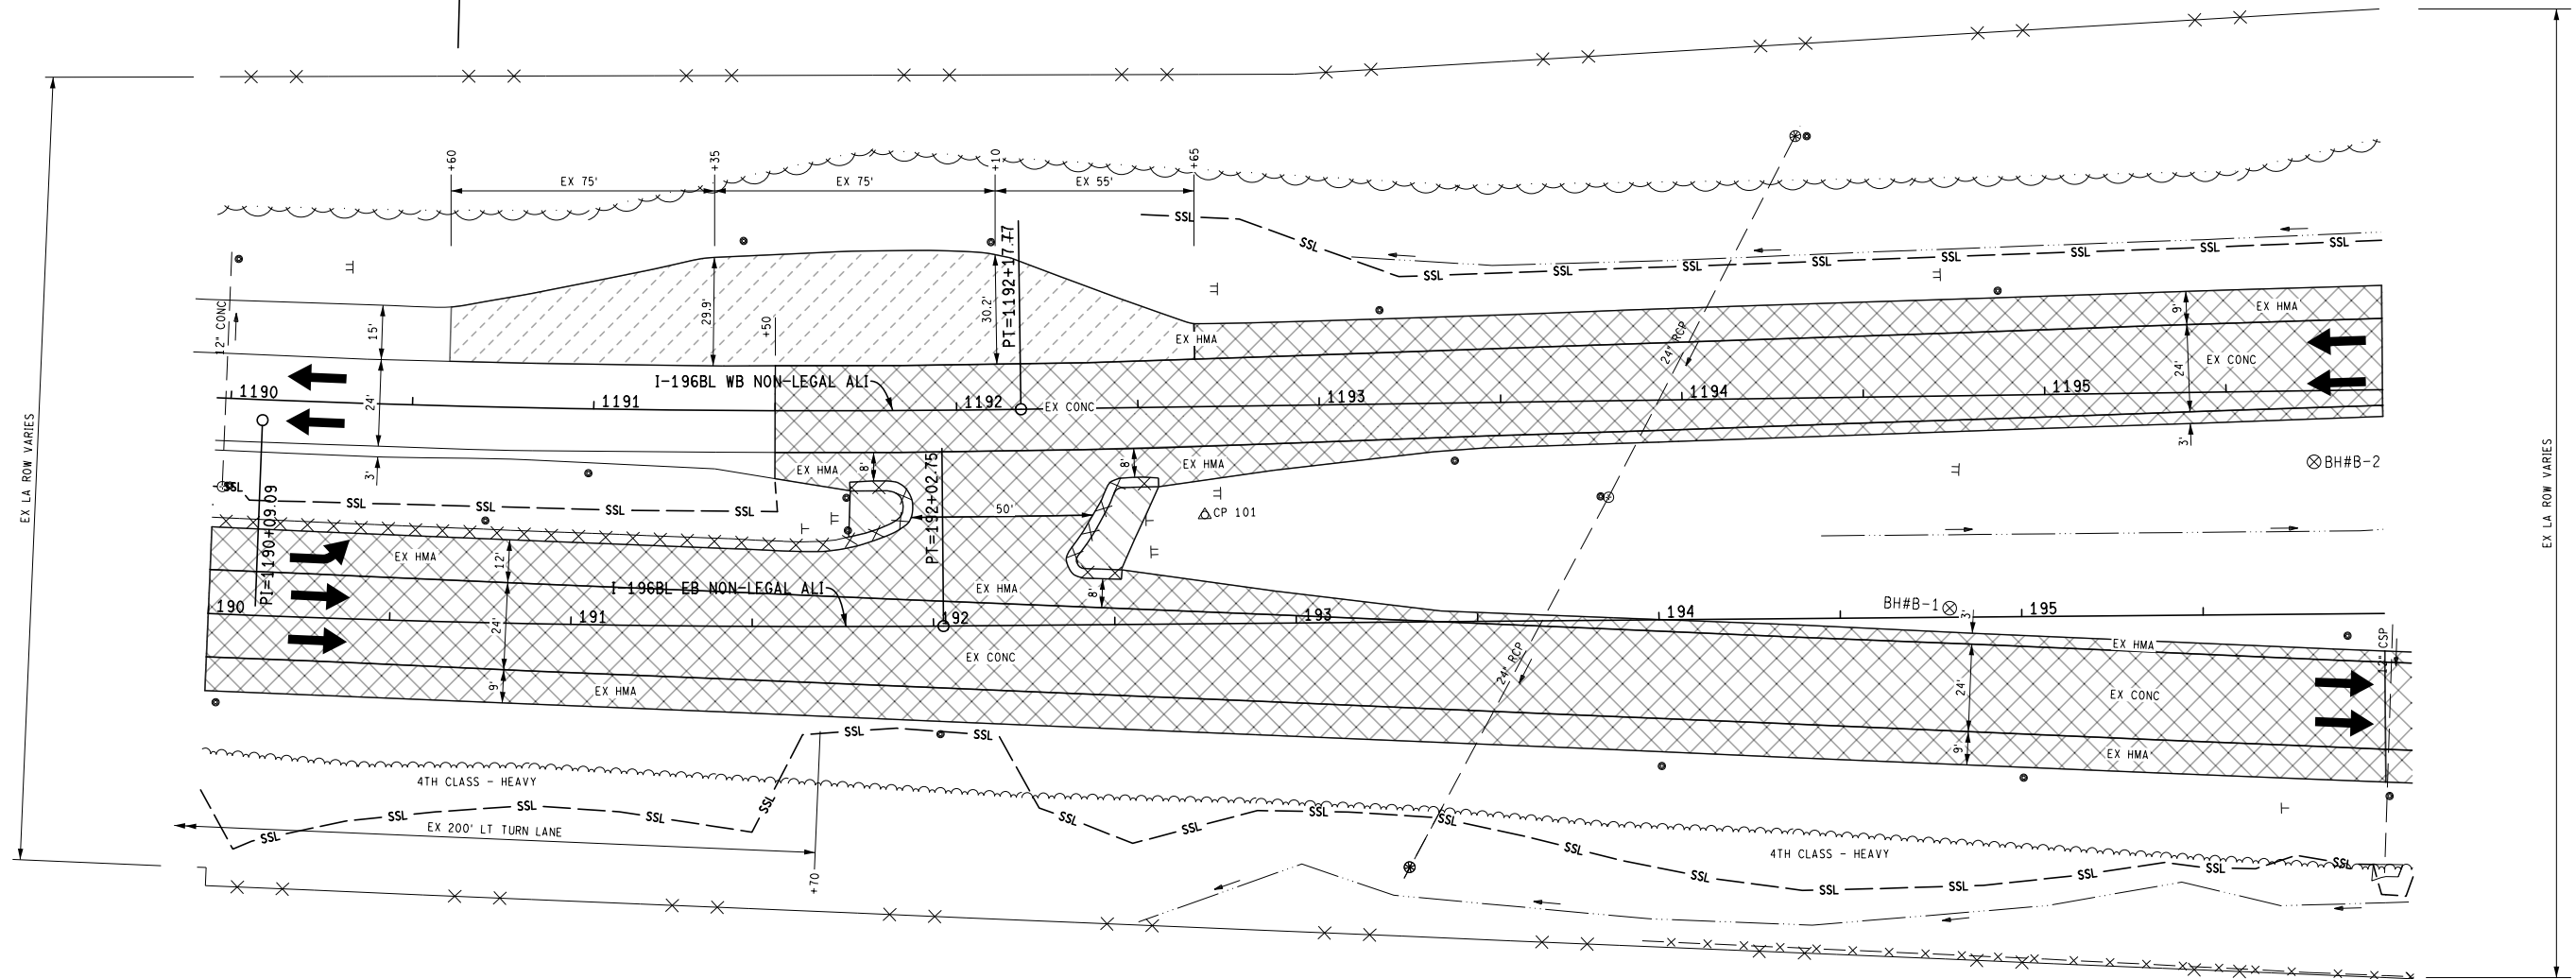 +60
+35
+10
+65
EX 75'
EX 75'
EX 55'
SSL
SSL
SSL
SSL
SSL
SSL
SSL
SSL
SSL
SSL
12" CONC
15'
29.9'
+50
30.2'
PT=1192+17.77
EX HMA
24" RCP
9'
EX HMA
EX CONC
24'
1190
24'
1191
I-196BL WB NON-LEGAL ALI
1192
EX CONC
1193
1194
1195
3'
3'
EX HMA
8'
8'
EX HMA
BH#B-2
SSL
SSL
SSL
SSL
SSL
50'
CP 101
EX LA ROW VARIES
EX LA ROW VARIES
PI=1190+09.09
PT=192+02.75
EX HMA
12'
I-196BL EB NON-LEGAL ALI
EX HMA
8'
190
191
192
193
194
BH#B-1
195
3'
24'
EX CONC
24" RCP
EX HMA
12" CSP
9'
EX HMA
24'
EX CONC
9'
EX HMA
SSL
SSL
4TH CLASS - HEAVY
SSL
SSL
SSL
SSL
SSL
EX 200' LT TURN LANE
+70
SSL
SSL
SSL
SSL
SSL
SSL
4TH CLASS - HEAVY
SSL
SSL
SSL
SSL
SSL